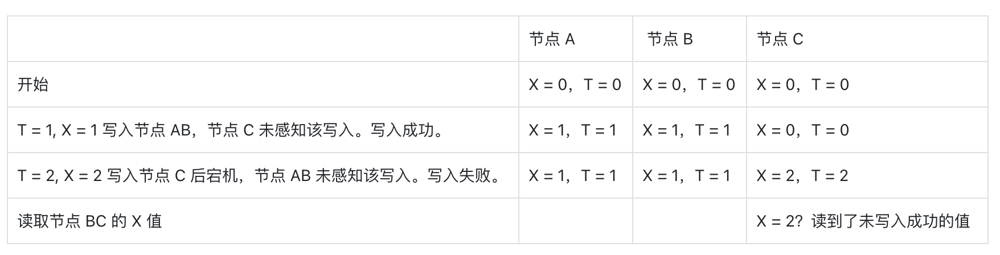 节点 A 节点 B 节点 C
开始 X = 0，T = 0 X = 0，T = 0 X = 0，T = 0
T = 1, X = 1 写入节点 AB，节点 C 未感知该写入。写入成功。 X = 1，T = 1 X = 1，T = 1 X = 0，T = 0
T = 2, X = 2 写入节点 C 后宕机，节点 AB 未感知该写入。写入失败。 X = 1，T = 1 X = 1，T = 1 X = 2，T = 2
读取节点 BC 的 X 值 X = 2？读到了未写入成功的值